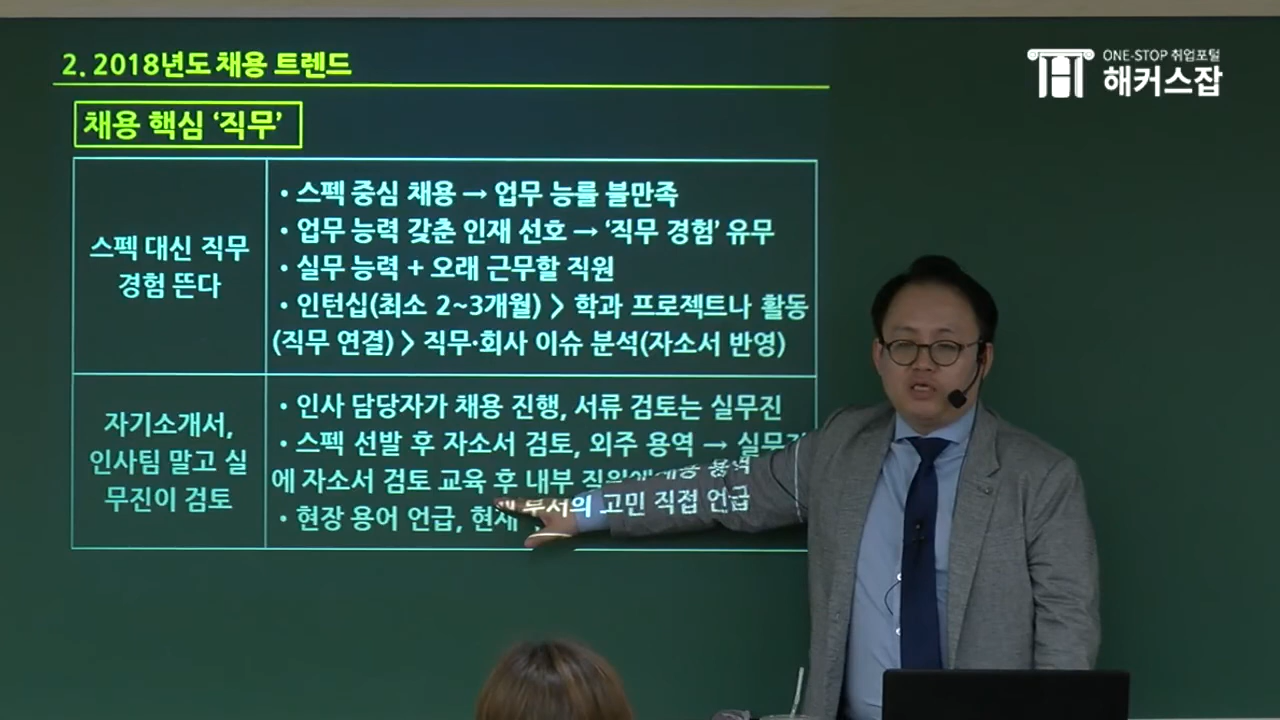 2. 2018년도 채용 트렌드
ONE-STOP 취업포털
해커스잡
채용 핵심 ‘직무’
스펙 대신 직무
경험 뜬다
• 스펙 중심 채용 → 업무 능률 불만족
• 업무 능력 갖춘 인재 선호 → ‘직무 경험’ 유무
• 실무 능력 + 오래 근무할 직원
• 인턴십(최소 2~3개월) > 학과 프로젝트나 활동
(직무 연결) > 직무·회사 이슈 분석(자소서 반영)
자기소개서,
인사팀 말고 실
무진이 검토
• 인사 담당자가 채용 진행, 서류 검토는 실무진
• 스펙 선발 후 자소서 검토, 외주 용역 → 실무진
에 자소서 검토 교육 후 내부 직원에
• 현장 용어 언급, 현재 부서의 고민 직접 언급